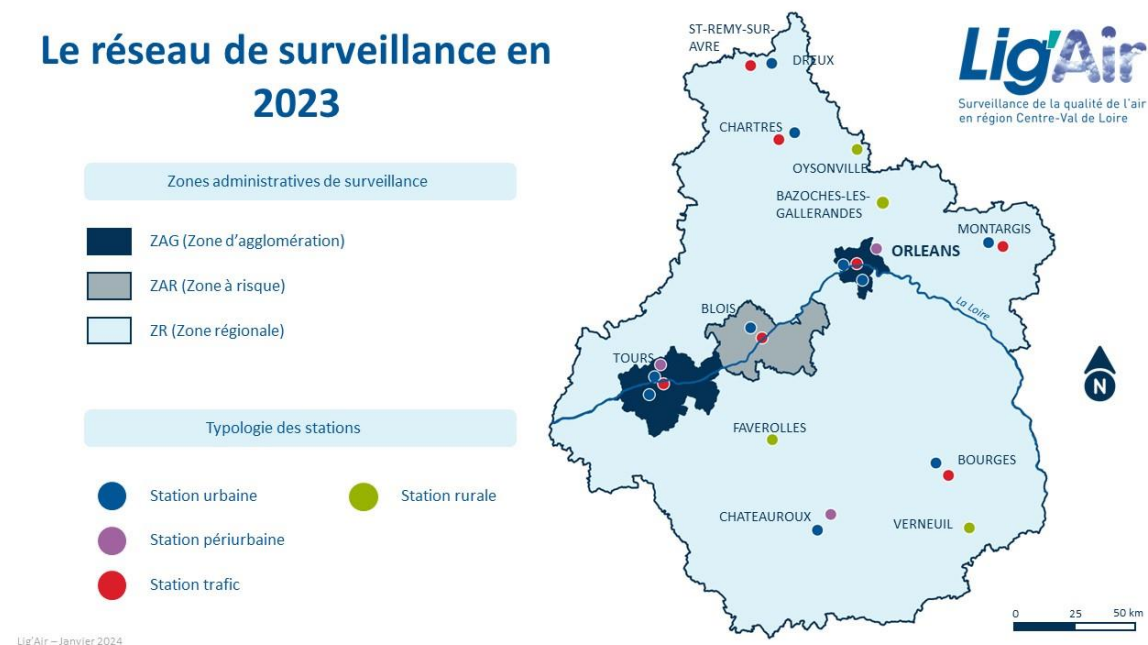 Le réseau de surveillance en
2023
Zones administratives de surveillance
ZAG (Zone d'agglomération)
ZAR (Zone à risque)
ZR (Zone régionale)
Typologie des stations
Station urbaine
Station rurale
Station périurbaine
Station trafic
Lig'Air – Janvier 2024
Lig'Air
Surveillance de la qualité de l'air
en région Centre-Val de Loire
ST-REMY-SUR-
AVRE
DREUX
CHARTRES
OYSONVILLE
BAZOCHES-LES-
GALLERANDES
MONTARGIS
ORLEANS
La Loire
BLOIS
TOURS
FAVEROLLES
BOURGES
CHATEAUROUX
VERNEUIL
N
0 25 50 km